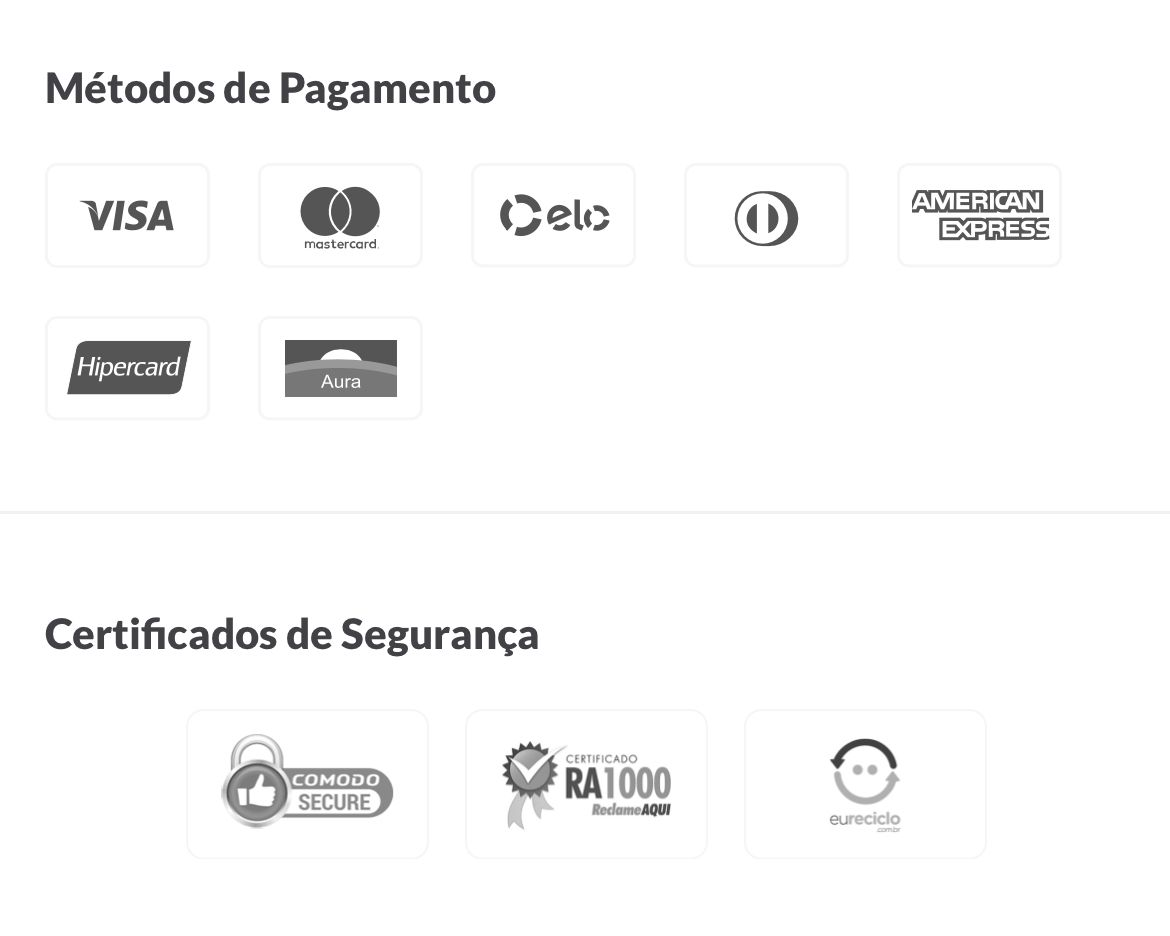 Métodos de Pagamento
VISA
mastercard.
elo
AMERICAN
EXPRESS
Hipercard
Aura
Certificados de Segurança
COMODO
SECURE
CERTIFICADO
RA1000
ReclameAQUI
eureciclo
.com.br